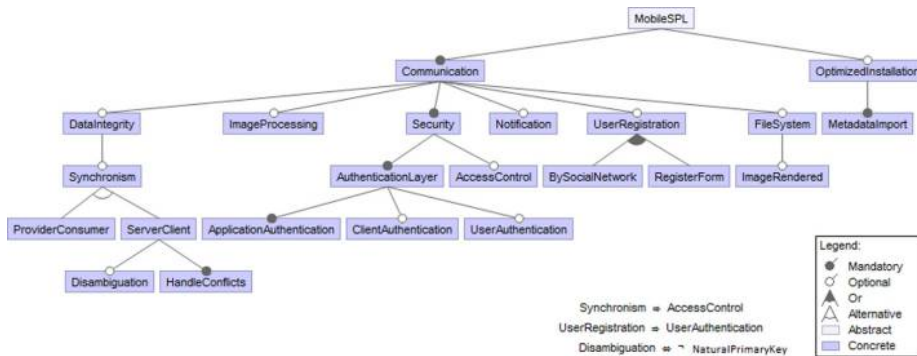 MobileSPL
Communication
OptimizedInstallation
DataIntegrity ImageProcessing Security Notification UserRegistration FileSystem MetadataImport
Synchronism AuthenticationLayer AccessControl BySocialNetwork RegisterForm ImageRendered
ProviderConsumer ServerClient ApplicationAuthentication ClientAuthentication UserAuthentication
Disambiguation HandleConflicts
Legend:
Mandatory
Optional
Or
Alternative
Abstract
Concrete
Synchronism ⇒ AccessControl
UserRegistration ⇒ UserAuthentication
Disambiguation ⇔ ¬ NaturalPrimaryKey